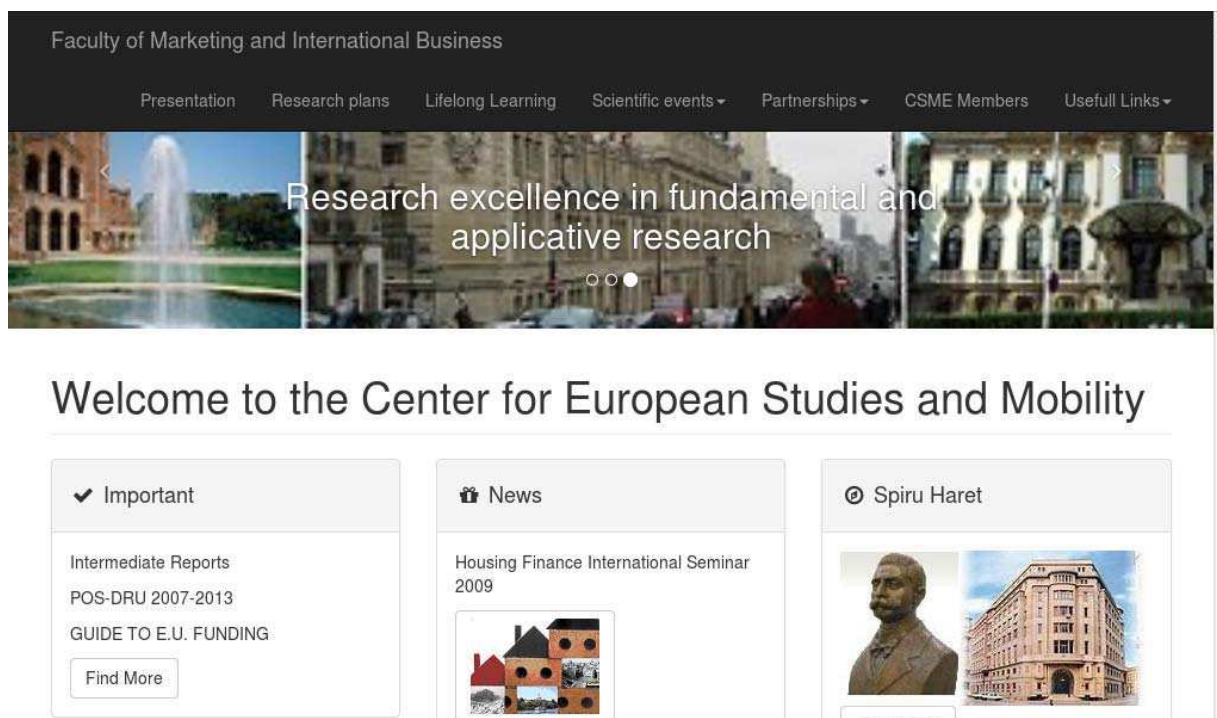 Faculty of Marketing and International Business
Presentation Research plans Lifelong Learning Scientific events Partnerships CSME Members Usefull Links
Research excellence in fundamental and
applicative research
Welcome to the Center for European Studies and Mobility
Important
Intermediate Reports
POS-DRU 2007-2013
GUIDE TO E.U. FUNDING
Find More
News
Housing Finance International Seminar
2009
Spiru Haret